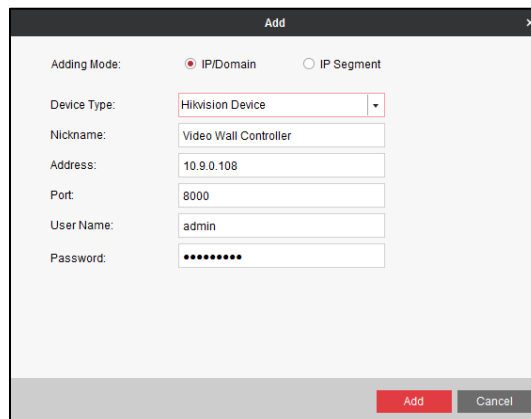 Add
×
Adding Mode: IP/Domain IP Segment
Device Type: Hikvision Device
Nickname: Video Wall Controller
Address: 10.9.0.108
Port: 8000
User Name: admin
Password: ●●●●●●●●●
Add Cancel